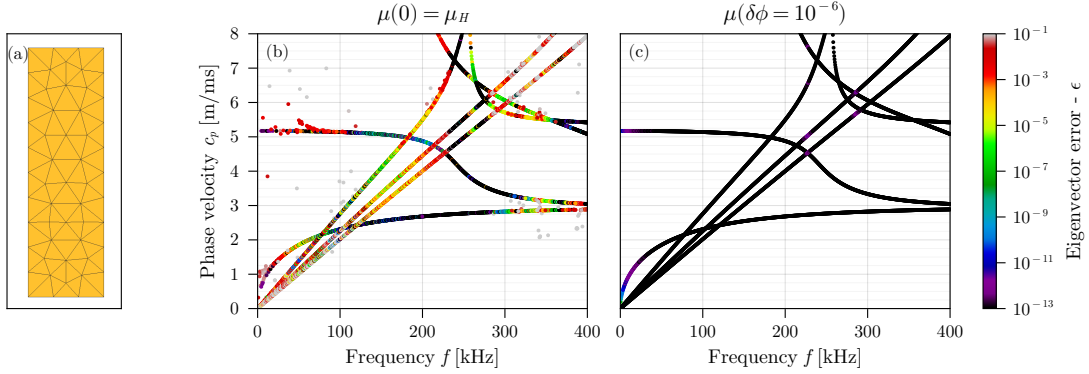 (a)
μ(0) = μ_H
(b)
Phase velocity c_p [m/ms]
8
7
6
5
4
3
2
1
0
0 100 200 300 400
Frequency f [kHz]
μ(δϕ = 10⁻⁶)
(c)
0 100 200 300 400
Frequency f [kHz]
10⁻¹
10⁻³
10⁻⁵
10⁻⁷
10⁻⁹
10⁻¹¹
10⁻¹³
Eigenvector error - ϵ